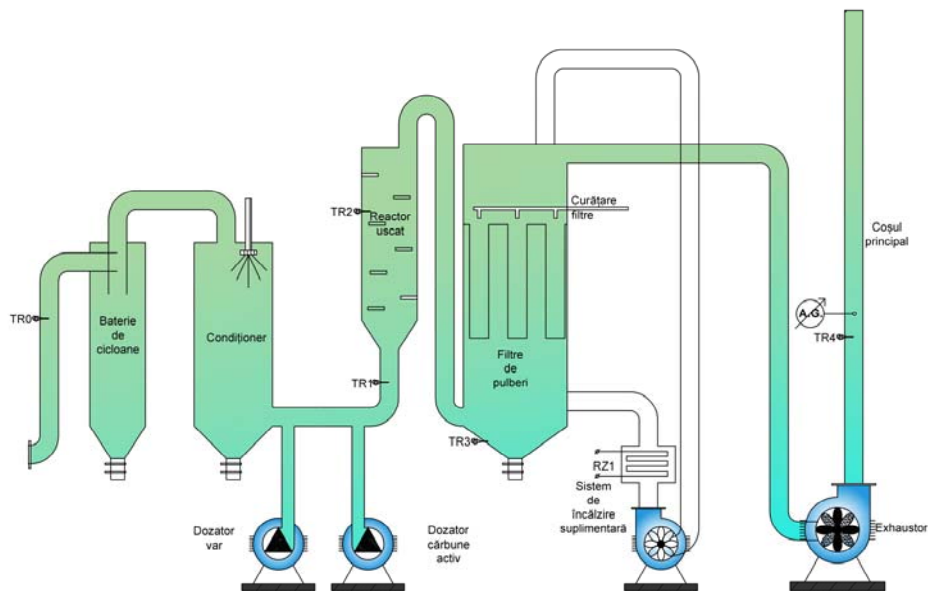 TR0
Baterie
de
cicloane
Condiționer
TR1
TR2
Reactor
uscat
Curățare
filtre
Filtre
de
pulberi
TR3
RZ1
Sistem
de
încălzire
suplimentară
Dozator
var
Dozator
cărbune
activ
Coșul
principal
A.G.
TR4
Exhaustor